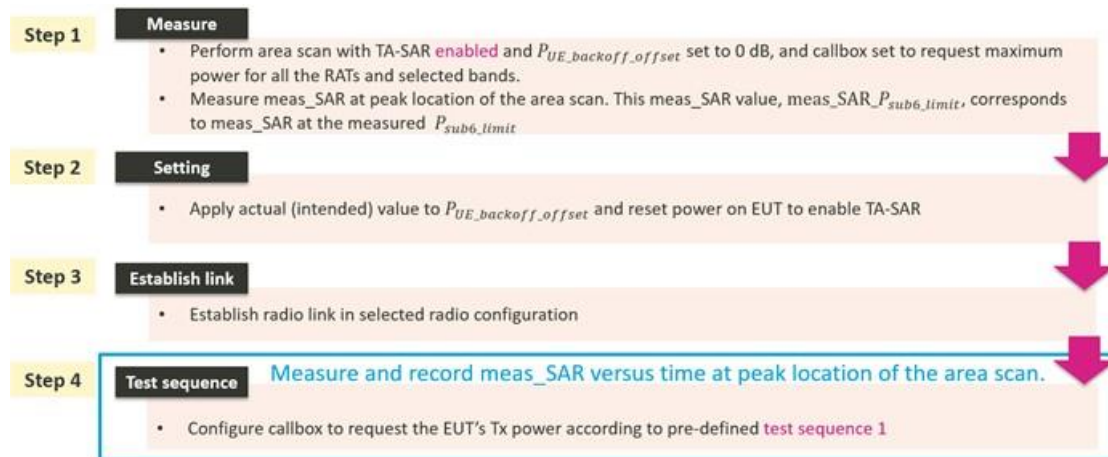 Step 1
Measure
• Perform area scan with TA-SAR enabled and P_UE_backoff_offset set to 0 dB, and callbox set to request maximum
power for all the RATs and selected bands.
• Measure meas_SAR at peak location of the area scan. This meas_SAR value, meas_SAR_P_sub6_limit, corresponds
to meas_SAR at the measured P_sub6_limit
Step 2
Setting
• Apply actual (intended) value to P_UE_backoff_offset and reset power on EUT to enable TA-SAR
Step 3
Establish link
• Establish radio link in selected radio configuration
Step 4
Test sequence
Measure and record meas_SAR versus time at peak location of the area scan.
• Configure callbox to request the EUT's Tx power according to pre-defined test sequence 1